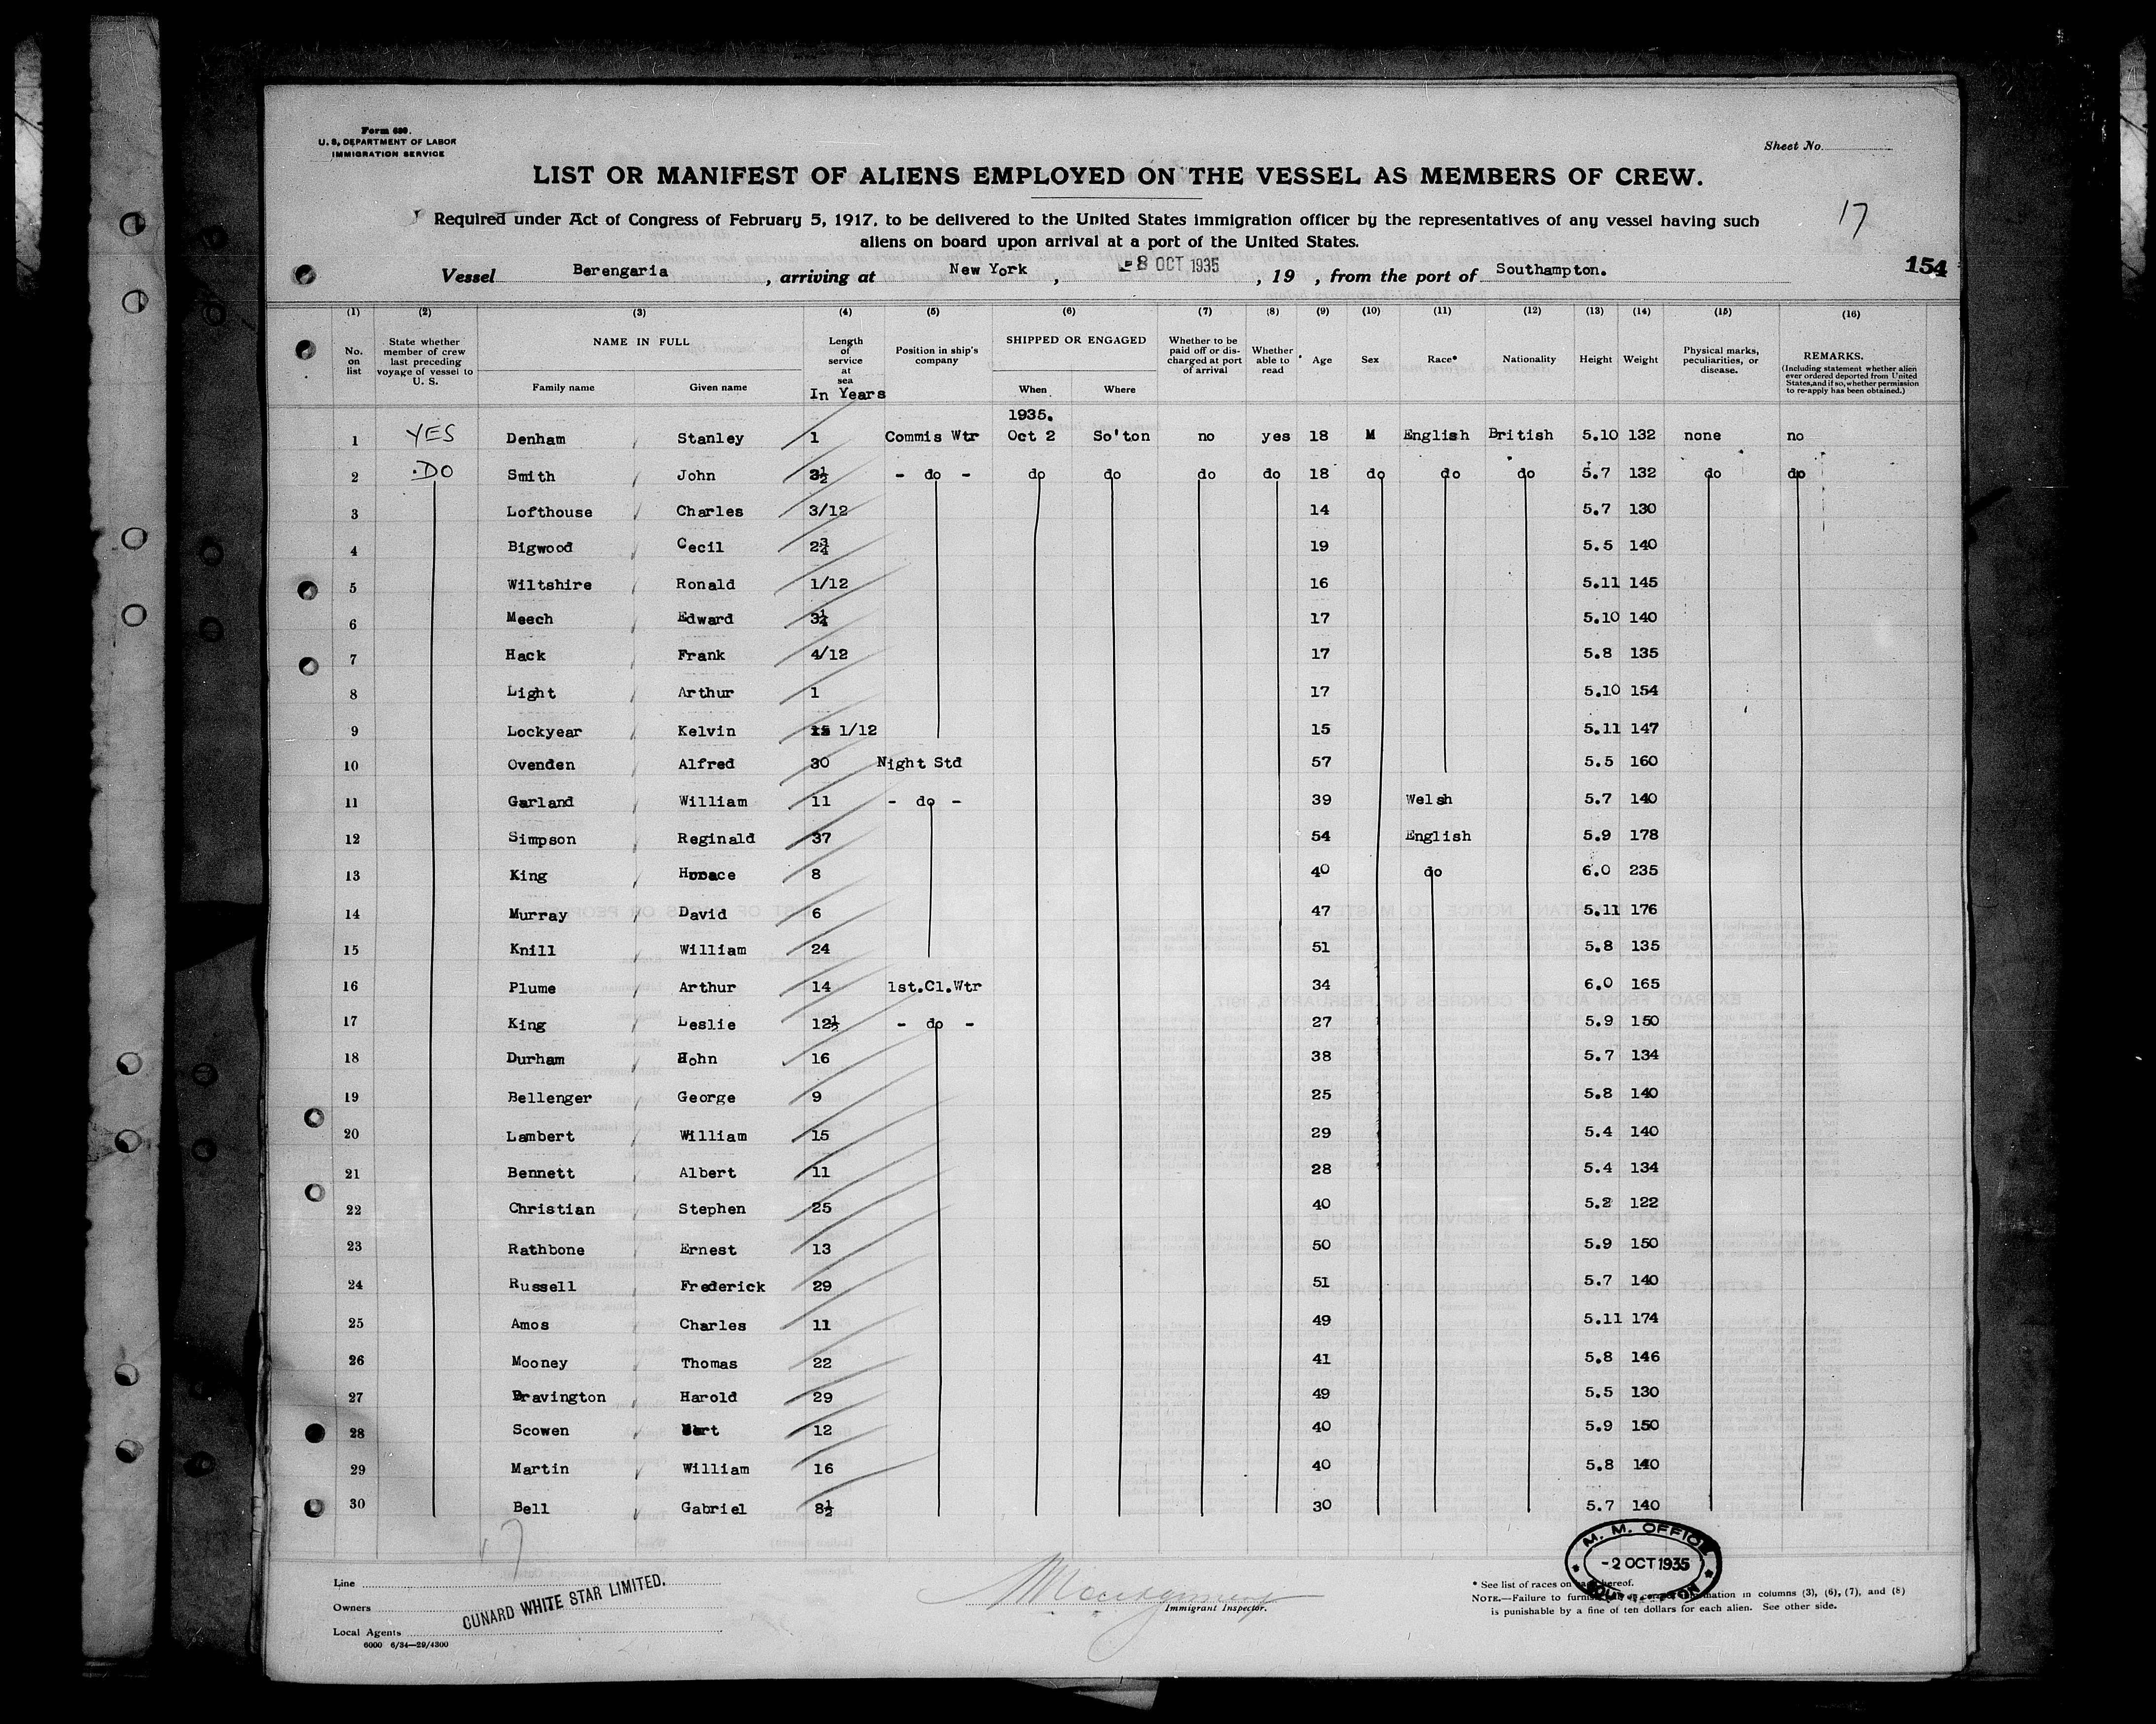 Form 680.
U. S. DEPARTMENT OF LABOR
IMMIGRATION SERVICE
Sheet No.
LIST OR MANIFEST OF ALIENS EMPLOYED ON THE VESSEL AS MEMBERS OF CREW.
Required under Act of Congress of February 5, 1917, to be delivered to the United States immigration officer by the representatives of any vessel having such
aliens on board upon arrival at a port of the United States.
17
Vessel Berengaria, arriving at New York, -8 OCT 1935, 19 , from the port of Southampton.
154
(1) (2) (3) (4) (5) (6) (7) (8) (9) (10) (11) (12) (13) (14) (15) (16)
No. on list State whether member of crew last preceding voyage of vessel to U. S. NAME IN FULL Family name Given name Length of service at sea In Years Position in ship's company SHIPPED OR ENGAGED When Where Whether to be paid off or discharged at port of arrival Whether able to read Age Sex Race* Nationality Height Weight Physical marks, peculiarities, or disease. REMARKS. (Including statement whether alien ever ordered deported from United States, and if so, whether permission to re-apply has been obtained.)
1935.
1 YES Denham Stanley 1 Commis Wtr Oct 2 So'ton no yes 18 M English British 5.10 132 none no
2 DO Smith John 2½ - do - do do do do 18 do do do 5.7 132 do do
3 Lofthouse Charles 3/12 14 5.7 130
4 Bigwood Cecil 2¾ 19 5.5 140
5 Wiltshire Ronald 1/12 16 5.11 145
6 Meech Edward 3¼ 17 5.10 140
7 Hack Frank 4/12 17 5.8 135
8 Light Arthur 1 17 5.10 154
9 Lockyear Kelvin 1/12 15 5.11 147
10 Ovenden Alfred 30 Night Std 57 5.5 160
11 Garland William 11 - do - 39 Welsh 5.7 140
12 Simpson Reginald 37 54 English 5.9 178
13 King Horace 8 40 do 6.0 235
14 Murray David 6 47 5.11 176
15 Knill William 24 51 5.8 135
16 Plume Arthur 14 1st.Cl.Wtr 34 6.0 165
17 King Leslie 12½ - do - 27 5.9 150
18 Durham Hohn 16 38 5.7 134
19 Bellenger George 9 25 5.8 140
20 Lambert William 15 29 5.4 140
21 Bennett Albert 11 28 5.4 134
22 Christian Stephen 25 40 5.2 122
23 Rathbone Ernest 13 50 5.9 150
24 Russell Frederick 29 51 5.7 140
25 Amos Charles 11 49 5.11 174
26 Mooney Thomas 22 41 5.8 146
27 Bravington Harold 29 49 5.5 130
28 Scowen 12 40 5.9 150
29 Martin William 16 40 5.8 140
30 Bell Gabriel 8½ 30 5.7 140
17
M. M. OFFICE
-2 OCT 1935
SOUTHAMPTON
Line
Owners CUNARD WHITE STAR LIMITED.
Local Agents
6000 6/34—29/4300
Immigrant Inspector.
* See list of races on back hereof.
NOTE.—Failure to furnish full or correct information in columns (3), (6), (7), and (8)
is punishable by a fine of ten dollars for each alien. See other side.